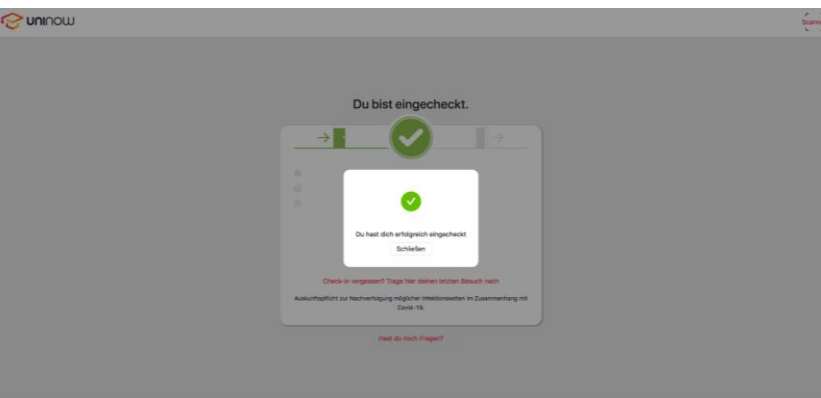 uninow
Scanne
Du bist eingecheckt.
Du hast dich erfolgreich eingecheckt
Schließen
Check-in vergessen? Trage hier deinen letzten Besuch nach
Auskunftspflicht zur Nachverfolgung möglicher Infektionsketten im Zusammenhang mit
Covid-19.
Hast du noch Fragen?